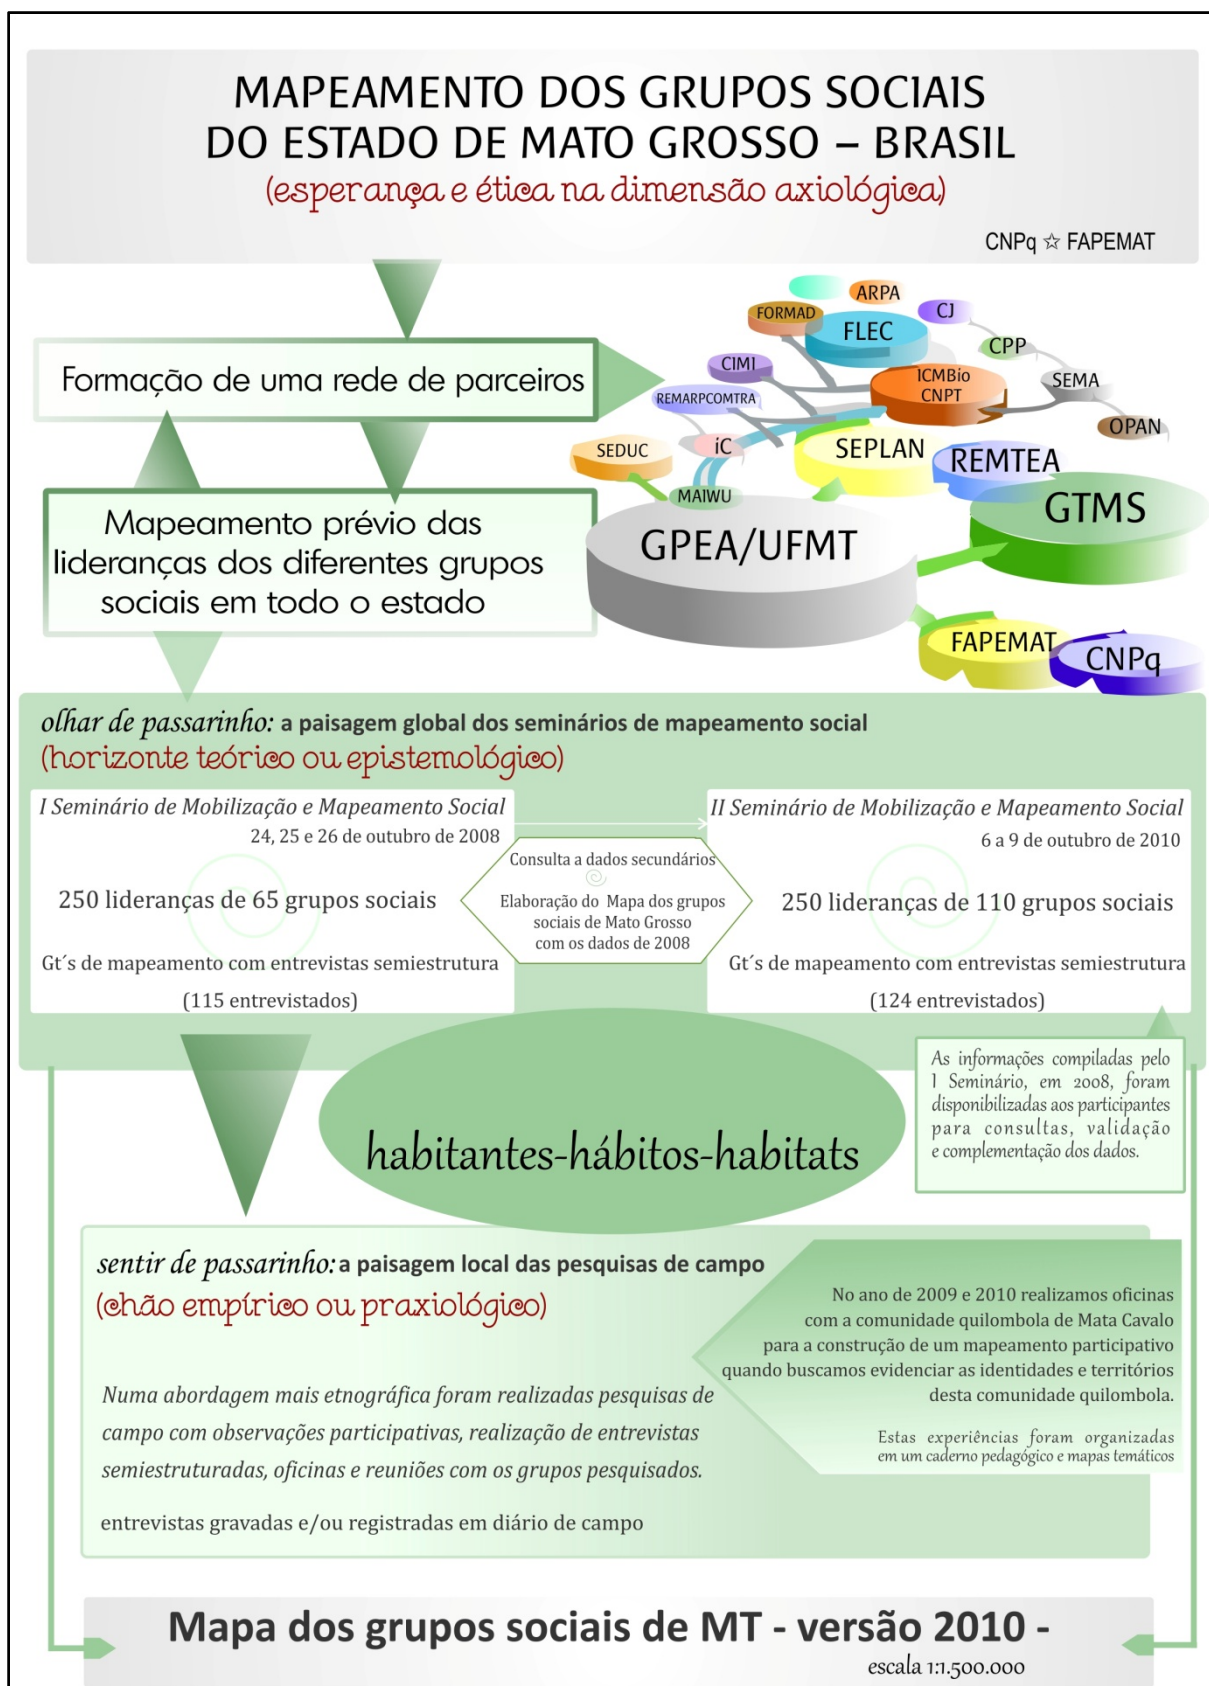 MAPEAMENTO DOS GRUPOS SOCIAIS
DO ESTADO DE MATO GROSSO – BRASIL
(esperança e ética na dimensão axiológica)
CNPq ☆ FAPEMAT
Formação de uma rede de parceiros
Mapeamento prévio das
lideranças dos diferentes grupos
sociais em todo o estado
ARPA
FORMAD
FLEC
CJ
CPP
CIMI
ICMBio
CNPT
SEMA
REMARPCOMTRA
OPAN
SEDUC
iC
SEPLAN
REMTEA
MAIWU
GTMS
GPEA/UFMT
FAPEMAT
CNPq
olhar de passarinho: a paisagem global dos seminários de mapeamento social
(horizonte teórico ou epistemológico)
I Seminário de Mobilização e Mapeamento Social
24, 25 e 26 de outubro de 2008
250 lideranças de 65 grupos sociais
Gt´s de mapeamento com entrevistas semiestrutura
(115 entrevistados)
Consulta a dados secundários
Elaboração do Mapa dos grupos
sociais de Mato Grosso
com os dados de 2008
II Seminário de Mobilização e Mapeamento Social
6 a 9 de outubro de 2010
250 lideranças de 110 grupos sociais
Gt´s de mapeamento com entrevistas semiestrutura
(124 entrevistados)
As informações compiladas pelo
I Seminário, em 2008, foram
disponibilizadas aos participantes
para consultas, validação
e complementação dos dados.
habitantes-hábitos-habitats
sentir de passarinho: a paisagem local das pesquisas de campo
(chão empírico ou praxiológico)
Numa abordagem mais etnográfica foram realizadas pesquisas de
campo com observações participativas, realização de entrevistas
semiestruturadas, oficinas e reuniões com os grupos pesquisados.
entrevistas gravadas e/ou registradas em diário de campo
No ano de 2009 e 2010 realizamos oficinas
com a comunidade quilombola de Mata Cavalo
para a construção de um mapeamento participativo
quando buscamos evidenciar as identidades e territórios
desta comunidade quilombola.
Estas experiências foram organizadas
em um caderno pedagógico e mapas temáticos
Mapa dos grupos sociais de MT - versão 2010 -
escala 1:1.500.000